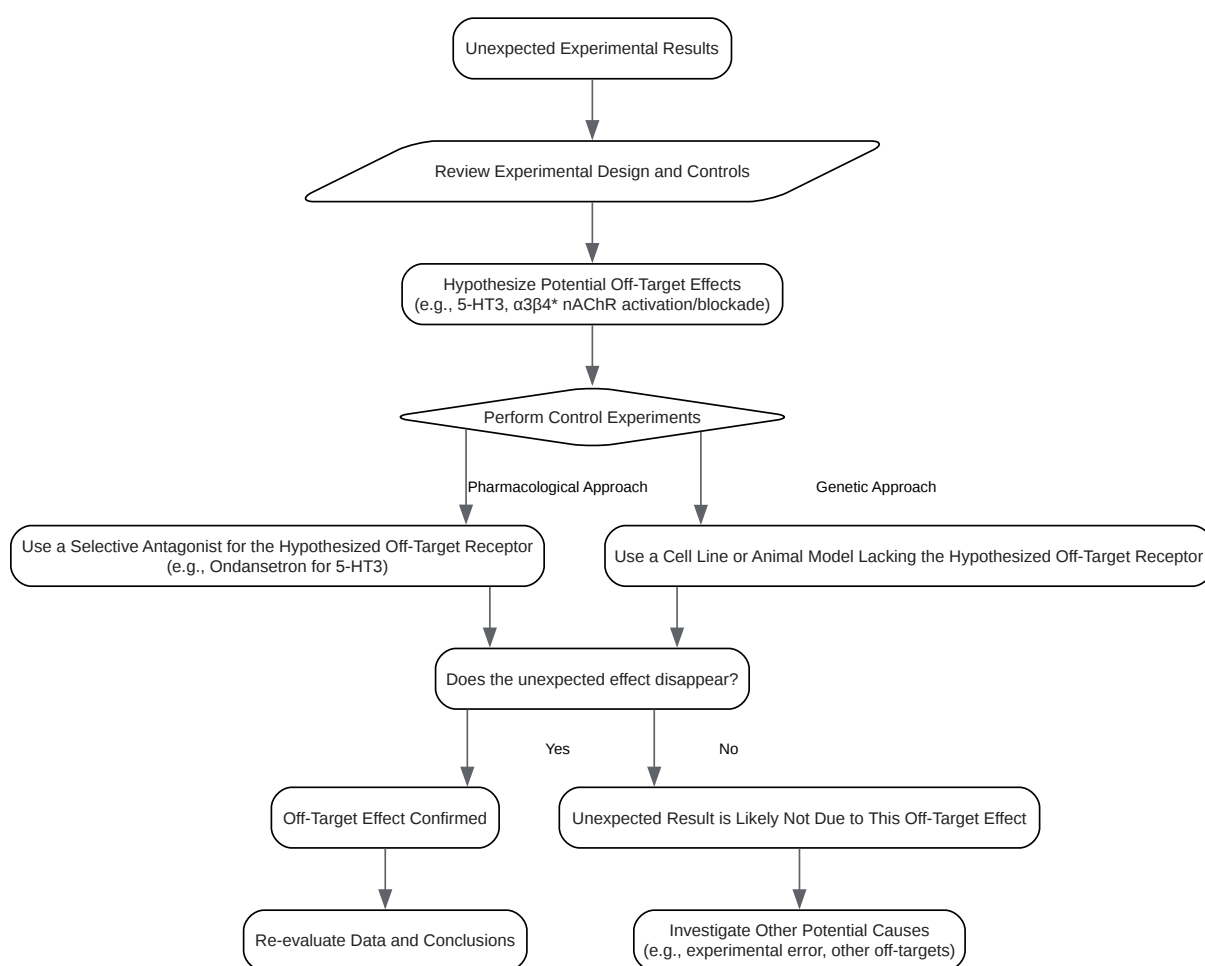 Unexpected Experimental Results
Review Experimental Design and Controls
Hypothesize Potential Off-Target Effects
(e.g., 5-HT3, α3β4* nAChR activation/blockade)
Perform Control Experiments
Pharmacological Approach
Genetic Approach
Use a Selective Antagonist for the Hypothesized Off-Target Receptor
(e.g., Ondansetron for 5-HT3)
Use a Cell Line or Animal Model Lacking the Hypothesized Off-Target Receptor
Does the unexpected effect disappear?
Yes
No
Off-Target Effect Confirmed
Unexpected Result is Likely Not Due to This Off-Target Effect
Re-evaluate Data and Conclusions
Investigate Other Potential Causes
(e.g., experimental error, other off-targets)